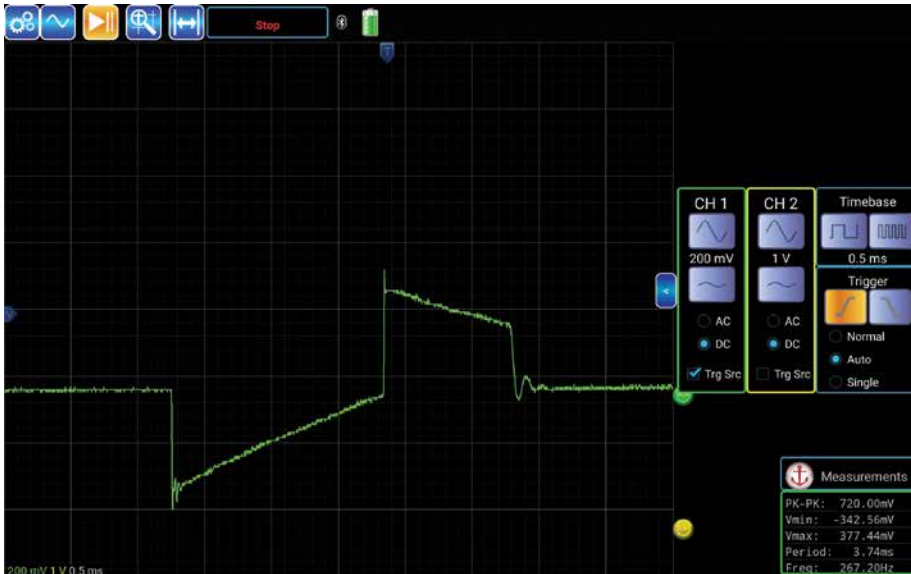 Stop
T
CH 1
CH 2
Timebase
200 mV
1 V
0.5 ms
Trigger
AC
AC
Normal
DC
DC
Auto
Trg Src
Trg Src
Single
Measurements
PK-PK: 720.00mV
Vmin: -342.56mV
Vmax: 377.44mV
Period: 3.74ms
Freq: 267.20Hz
200 mV 1 V 0.5 ms